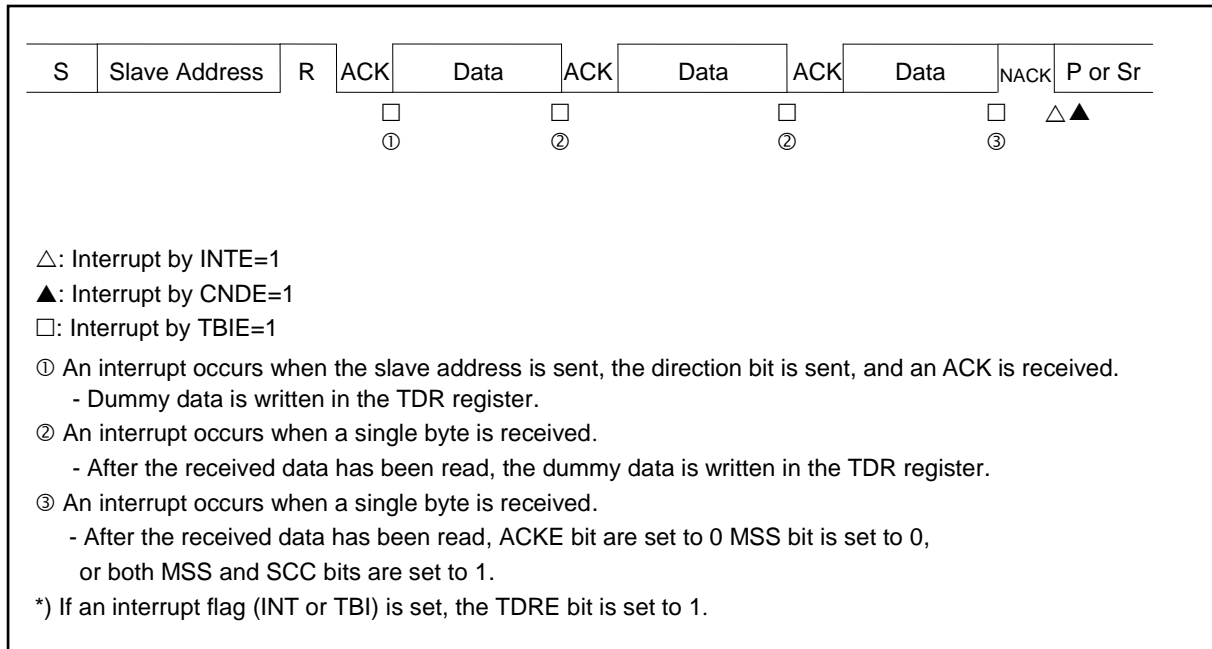 S Slave Address R ACK Data ACK Data ACK Data NACK P or Sr
□ □ □ □ △ ▲
① ② ② ③
△: Interrupt by INTE=1
▲: Interrupt by CNDE=1
□: Interrupt by TBIE=1
① An interrupt occurs when the slave address is sent, the direction bit is sent, and an ACK is received.
- Dummy data is written in the TDR register.
② An interrupt occurs when a single byte is received.
- After the received data has been read, the dummy data is written in the TDR register.
③ An interrupt occurs when a single byte is received.
- After the received data has been read, ACKE bit are set to 0 MSS bit is set to 0,
or both MSS and SCC bits are set to 1.
*) If an interrupt flag (INT or TBI) is set, the TDRE bit is set to 1.